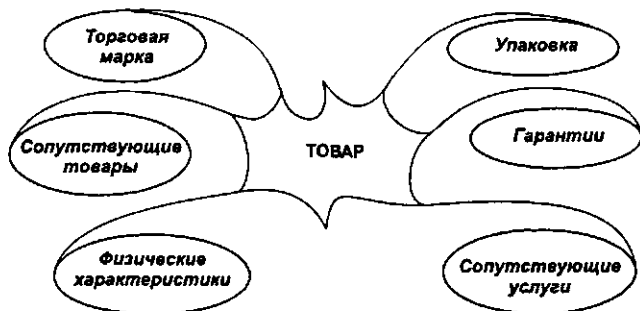 Торговая
марка
Упаковка
Сопутствующие
товары
ТОВАР
Гарантии
Физические
характеристики
Сопутствующие
услуги